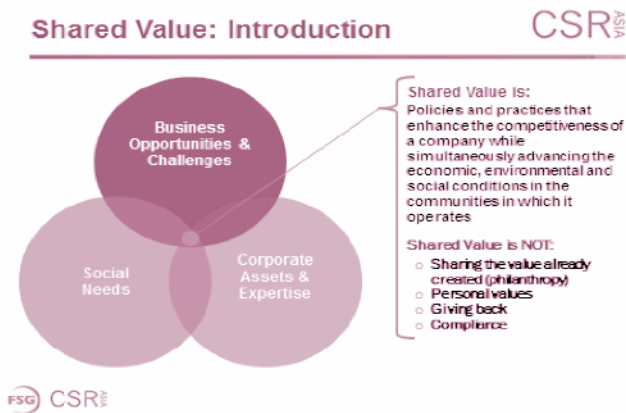 Shared Value: Introduction
CSR ASIA
Business
Opportunities &
Challenges
Social
Needs
Corporate
Assets &
Expertise
Shared Value is:
Policies and practices that
enhance the competitiveness of
a company while
simultaneously advancing the
economic, environmental and
social conditions in the
communities in which it
operates
Shared Value is NOT:
Sharing the value already
created (philanthropy)
Personal values
Giving back
Compliance
FSG CSR ASIA